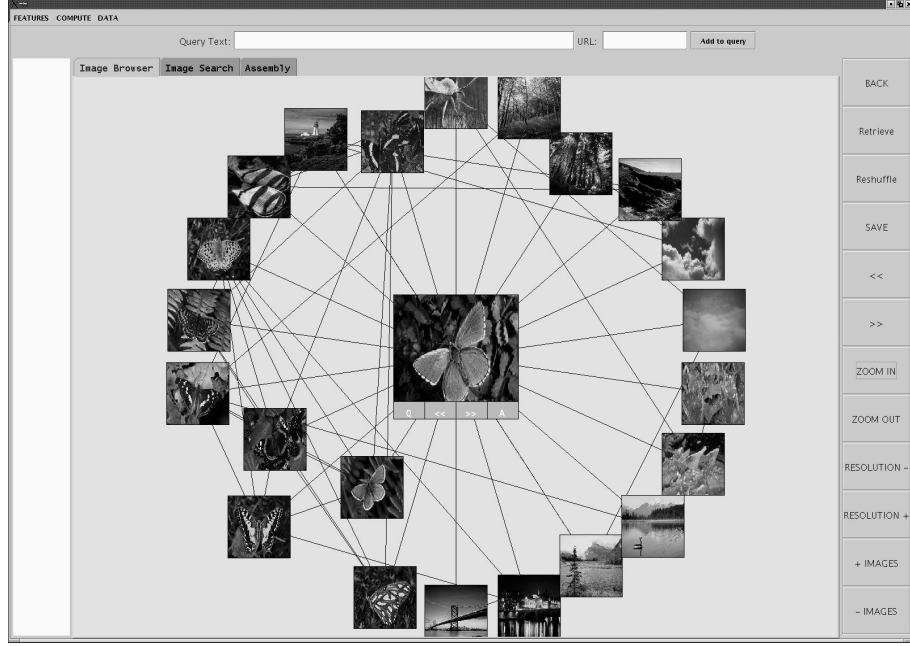 FEATURES COMPUTE DATA
Query Text: URL: Add to query
Image Browser Image Search Assembly
BACK
Retrieve
Reshuffle
SAVE
<<
>>
ZOOM IN
Q << >> A
ZOOM OUT
RESOLUTION -
RESOLUTION +
+ IMAGES
- IMAGES